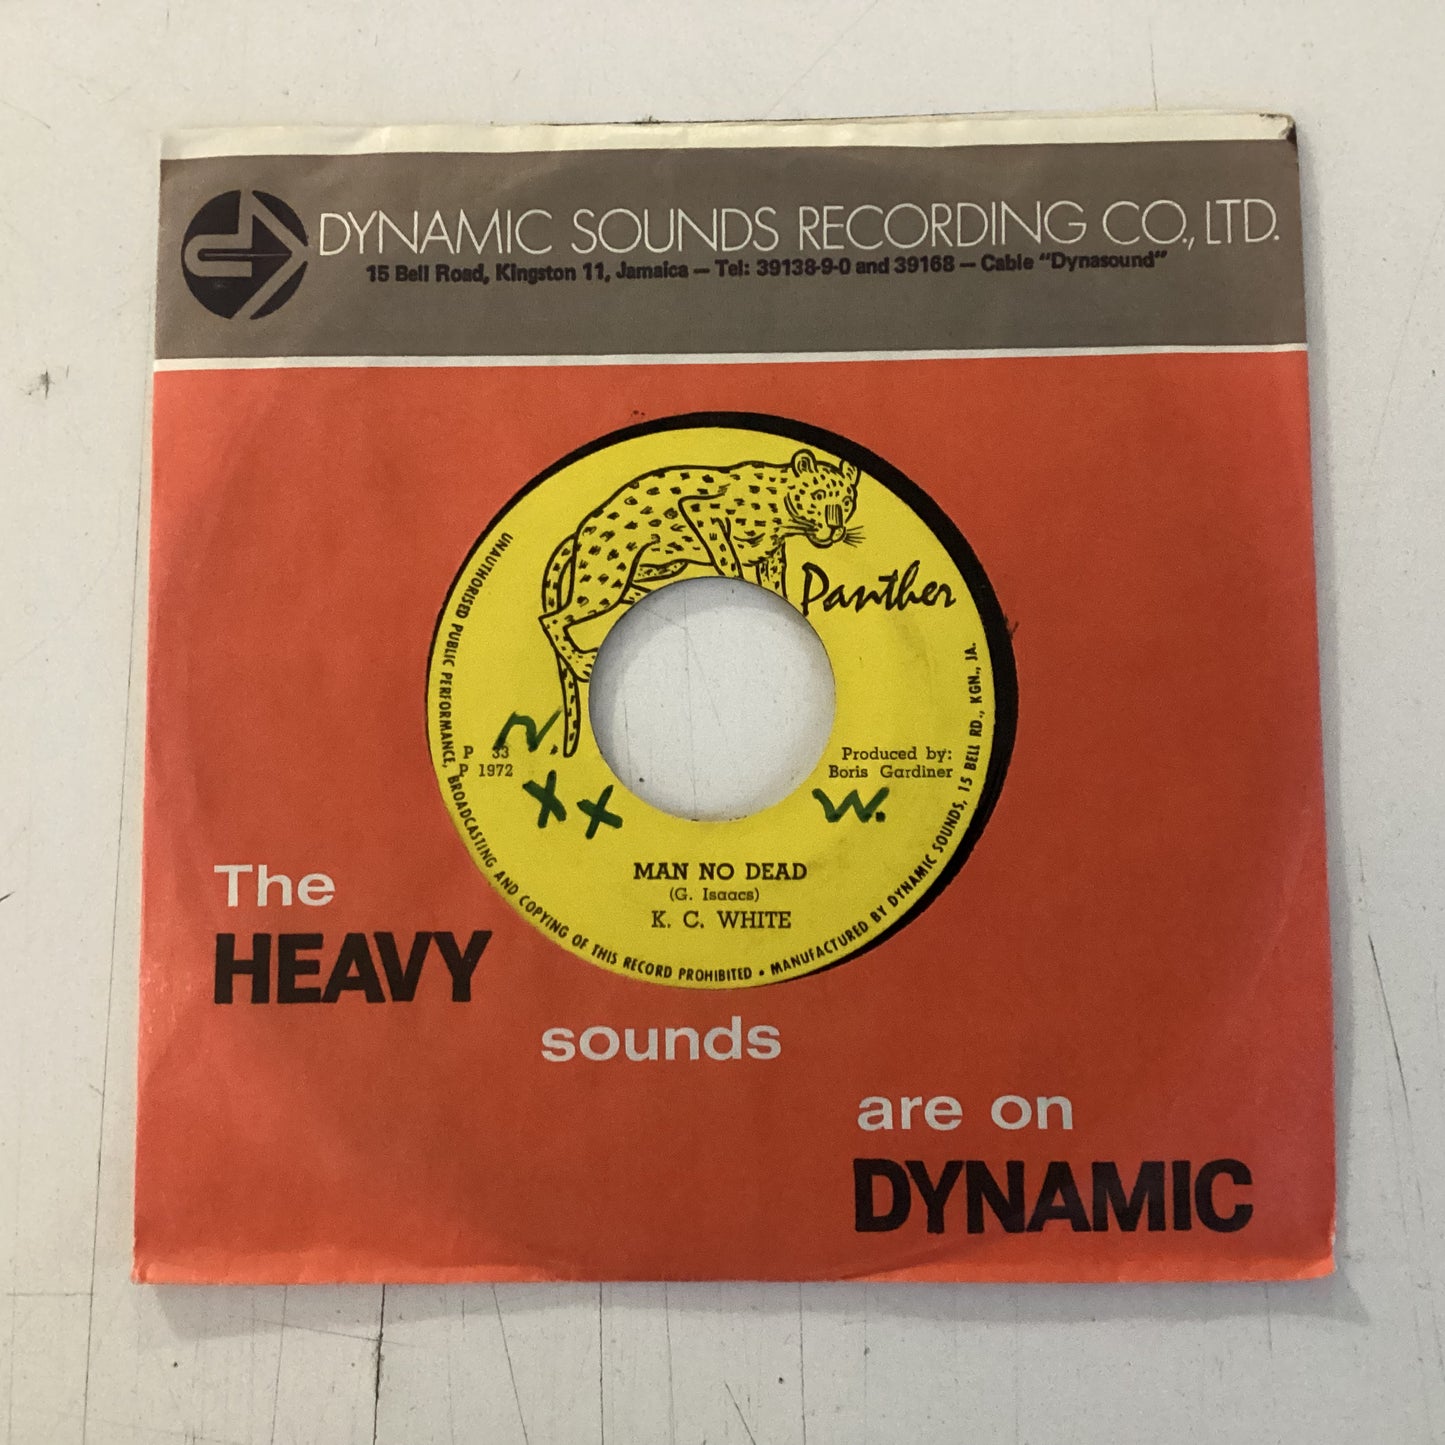 DYNAMIC SOUNDS RECORDING CO., LTD.
15 Bell Road, Kingston 11, Jamaica — Tel: 39138-9-0 and 39168 — Cable "Dynasound"
Panther
UNAUTHORISED PUBLIC PERFORMANCE, BROADCASTING AND COPYING OF THIS RECORD PROHIBITED • MANUFACTURED BY DYNAMIC SOUNDS, 15 BELL RD., KGN., JA.
P 33
P. 1972
Produced by:
Boris Gardiner
XX
W.
MAN NO DEAD
(G. Isaacs)
K. C. WHITE
The
HEAVY
sounds
are on
DYNAMIC